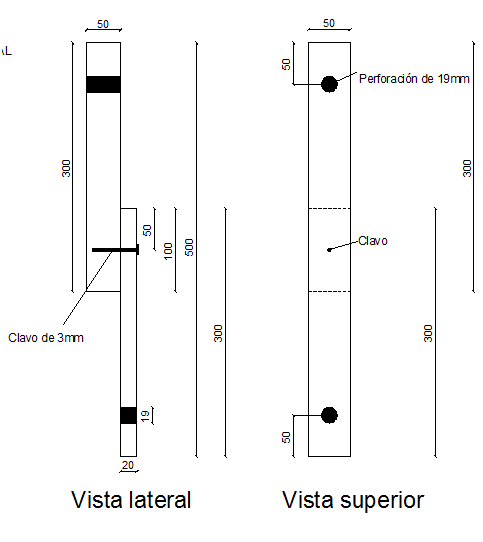 50
50
AL
50
Perforación de 19mm
300
300
50
100
500
Clavo
300
300
Clavo de 3mm
19
50
20
Vista lateral
Vista superior